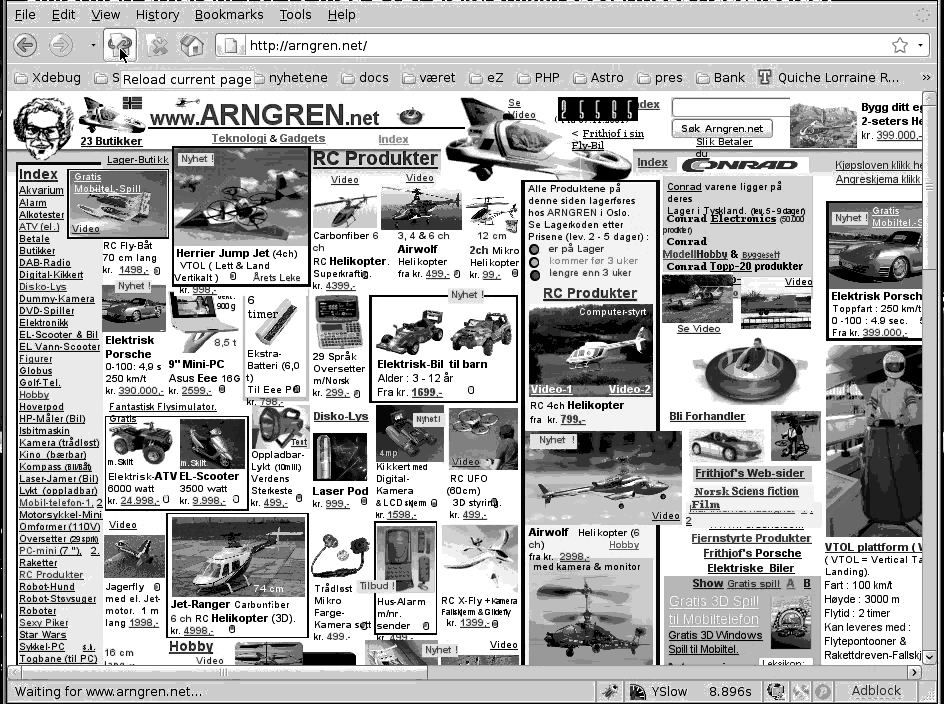 File Edit View History Bookmarks Tools Help
http://arngren.net/
Xdebug S nyhetene docs været eZ PHP Astro pres Bank Quiche Lorraine R... »
Reload current page
www.ARNGREN.net
23 Butikker
Teknologi & Gadgets
Index
Se
Video
< Frithjof i sin
Fly-Bil
Index
Søk Arngren.net
Slik Betaler
du
Bygg ditt eg
2-seters He
kr. 399.000,-
Lager-Butikk
Index
CONRAD
Kjøpsloven klikk he
Angreskjema klikk
Index
Akvarium
Alarm
Alkotester
ATV (el.)
Betale
Butikker
DAB-Radio
Digital-Kikkert
Disko-Lys
Dummy-Kamera
DVD-Spiller
Elektronikk
EL-Scooter & Bil
EL Vann-Scooter
Figurer
Globus
Golf-Tel.
Hobby
Hoverpod
HP-Måler (Bil)
Isbitmaskin
Kamera (trådløst)
Kino (bærbar)
Kompass (Bil/Båt)
Laser-Jamer (Bil)
Lykt (oppladbar)
Mobil-telefon-1, 2
Motorsykkel-Mini
Omformer (110V)
Oversetter (29 språk)
PC-mini (7 "), 2.
Raketter
RC Produkter
Robot-Hund
Robot-Støvsuger
Roboter
Sexy Piker
Star Wars
Sykkel-PC s.k.
Togbane (til PC)
Gratis
Mobiltel-Spill
Video
RC Fly-Båt
70 cm lang
kr. 1498,-
Nyhet !
Herrier Jump Jet (4ch)
VTOL ( Lett & Land
Vertikalt ) Årets Leke
kr. 998,-
RC Produkter
Video
Carbonfiber 6
ch
RC Helikopter.
Superkraftig.
kr. 4399,-
Video
3, 4 & 6 ch
Airwolf
Helikopter
fra kr. 499,-
12 cm
2ch Mikro
Helikopter
kr. 99,-
Alle Produktene på
denne siden lagerføres
hos ARNGREN i Oslo.
Se Lagerkoden etter
Prisene (lev. 2 - 5 dager) :
er på Lager
kommer før 3 uker
lengre enn 3 uker
Conrad varene ligger på
deres
Lager i Tyskland. (lev. 5 - 9 dager)
Conrad Electronics (50.000
produkter)
Conrad
ModellHobby & Byggesett
Conrad Topp-20 produkter
Video
Se Video
Nyhet ! Gratis
Mobiltel-S
Elektrisk Porsch
Toppfart : 250 km/t
0 -100 : 4.9 sec.
Fra kr. 399.000,-
Nyhet !
Elektrisk
Porsche
0-100: 4,9 s
250 km/t
kr. 390.000,-
900 g
8,5 t
9" Mini-PC
Asus Eee 16G
kr. 2599,-
6
timer
Ekstra-
Batteri (6,0
t)
Til Eee PC
kr. 798,-
29 Språk
Oversetter
m/Norsk
kr. 299,-
Nyhet !
Elektrisk-Bil til barn
Alder : 3 - 12 år
Fra kr. 1699,-
RC Produkter
Computer-styrt
Video-1 Video-2
RC 4ch Helikopter
fra kr. 799,-
Bli Forhandler
Fantastisk Flysimulator.
Gratis
m. Skilt
m. Skilt
Elektrisk-ATV
6000 watt
kr. 24.998,-
EL-Scooter
3500 watt
kr. 9.998,-
Test
Oppladbar-
Lykt (10mill)
Verdens
Sterkeste
kr. 499,-
Disko-Lys
Laser Pod
kr. 999,-
Nyhet!
4mp
Kikkert med
Digital-
Kamera
& LCD skjerm
kr. 1598,-
Video
RC UFO
(60cm)
3D styring.
kr. 499,-
Nyhet !
Video
Airwolf Helikopter (6
ch) Hobby
fra kr. 2998,-
med kamera & monitor
Frithjof's Web-sider
Norsk Sciens fiction
Film
2
Fjernstyrte Produkter
Frithjof's Porsche
Elektriske Biler
Show Gratis spill A B
Gratis 3D Spill
til Mobiltelefon
Gratis 3D Windows
Spill til Mobiltel.
Leksikon:
VTOL plattform ( V
( VTOL = Vertical Ta
Landing).
Fart : 100 km/t
Høyde : 3000 m
Flytid : 2 timer
Kan leveres med :
Flytepontooner &
Rakettdreven-Fallskj
Video
Jagerfly
med el. Jet-
motor. 1 m
lang 1998,-
74 cm
Jet-Ranger Carbonfiber
6 ch RC Helikopter (3D).
kr. 4998,-
Trådløst
Mikro
Farge-
Kamera sett
kr. 499,-
Tilbud !
Hus-Alarm
m/nr.
sender
kr. 499,-
RC X-Fly +Kamera
Fallskjerm & Glidefly
kr. 1399,-
16 cm
lang
Hobby
Video
Nyhet !
Video
Waiting for www.arngren.net... YSlow 8.896s Adblock